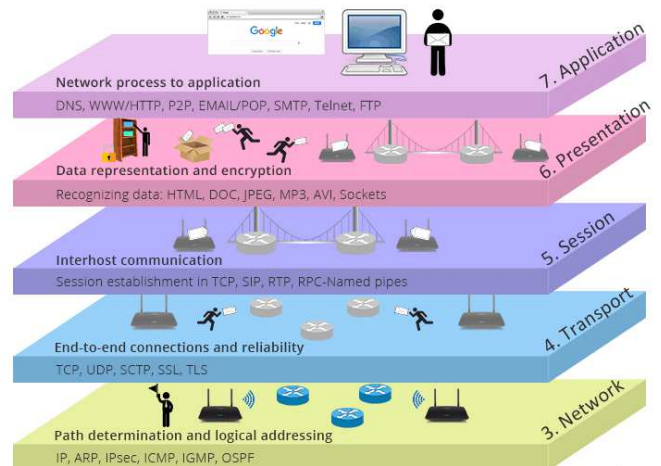 Google
7. Application
Network process to application
DNS, WWW/HTTP, P2P, EMAIL/POP, SMTP, Telnet, FTP
6. Presentation
Data representation and encryption
Recognizing data: HTML, DOC, JPEG, MP3, AVI, Sockets
5. Session
Interhost communication
Session establishment in TCP, SIP, RTP, RPC-Named pipes
4. Transport
End-to-end connections and reliability
TCP, UDP, SCTP, SSL, TLS
3. Network
Path determination and logical addressing
IP, ARP, IPsec, ICMP, IGMP, OSPF